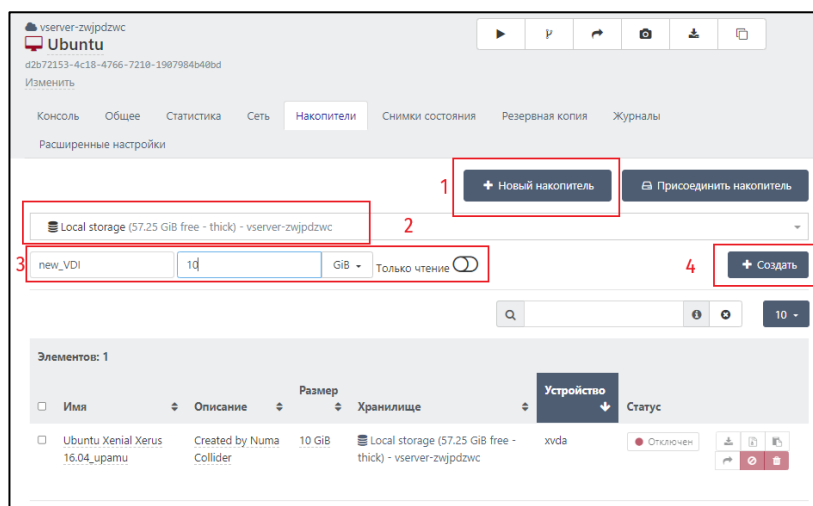 vserver-zwjpdzwc
Ubuntu
d2b72153-4c18-4766-7210-1907984b40bd
Изменить
Консоль Общее Статистика Сеть Накопители Снимки состояния Резервная копия Журналы
Расширенные настройки
1 + Новый накопитель Присоединить накопитель
Local storage (57.25 GiB free - thick) - vserver-zwjpdzwc 2
3 new_VDI 10 GiB Только чтение 4 + Создать
10
Элементов: 1
Имя Описание Размер Хранилище Устройство Статус
Ubuntu Xenial Xerus Created by Numa 10 GiB Local storage (57.25 GiB free - xvda Отключен
16.04_upamu Collider thick) - vserver-zwjpdzwc